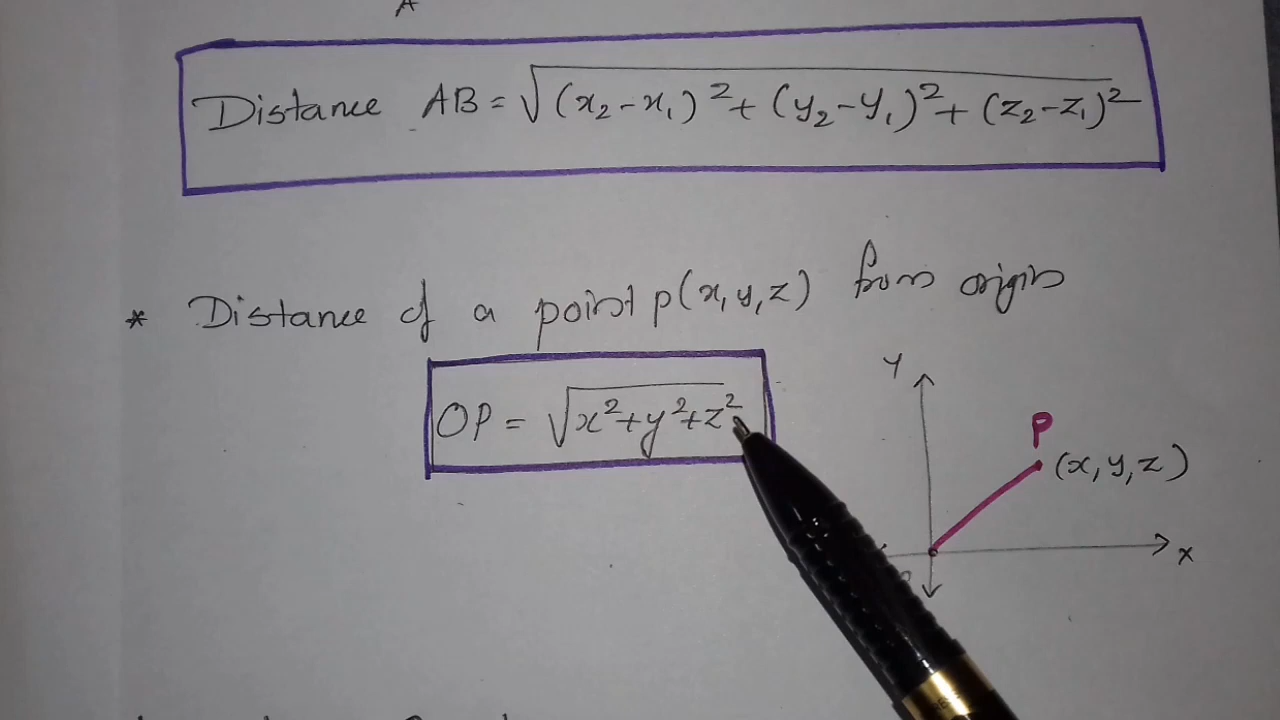 A
Distance AB = √(x₂-x₁)² + (y₂-y₁)² + (z₂-z₁)²
* Distance of a point p(x,y,z) from origin
OP = √x²+y²+z²
Y
P
(x,y,z)
X